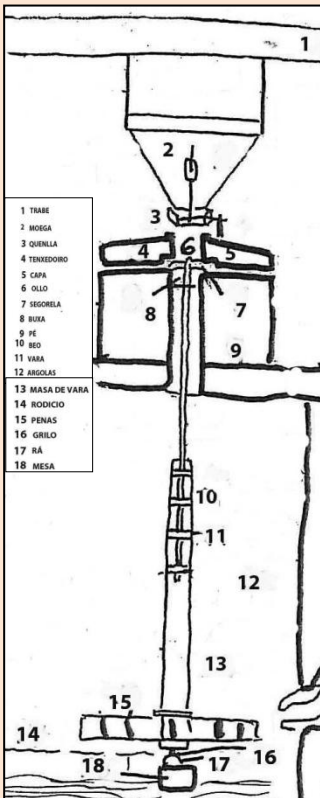 1
2
3
6
4
5
8
7
9
1 TRABE
2 MOEGA
3 QUENLLA
4 TENXEDOIRO
5 CAPA
6 OLLO
7 SEGORELA
8 BUXA
9 PÉ
10 BEO
11 VARA
12 ARGOLAS
13 MASA DE VARA
14 RODICIO
15 PENAS
16 GRILO
17 RÁ
18 MESA
10
11
12
13
15
14
16
17
18